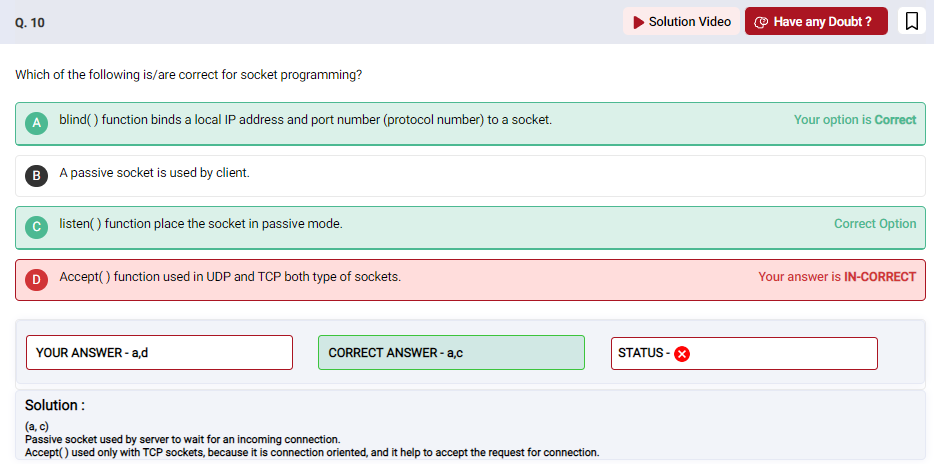 Q. 10
Solution Video
Have any Doubt ?
Which of the following is/are correct for socket programming?
A
blind( ) function binds a local IP address and port number (protocol number) to a socket.
Your option is Correct
B
A passive socket is used by client.
C
listen( ) function place the socket in passive mode.
Correct Option
D
Accept( ) function used in UDP and TCP both type of sockets.
Your answer is IN-CORRECT
YOUR ANSWER - a,d
CORRECT ANSWER - a,c
STATUS -
Solution :
(a, c)
Passive socket used by server to wait for an incoming connection.
Accept( ) used only with TCP sockets, because it is connection oriented, and it help to accept the request for connection.